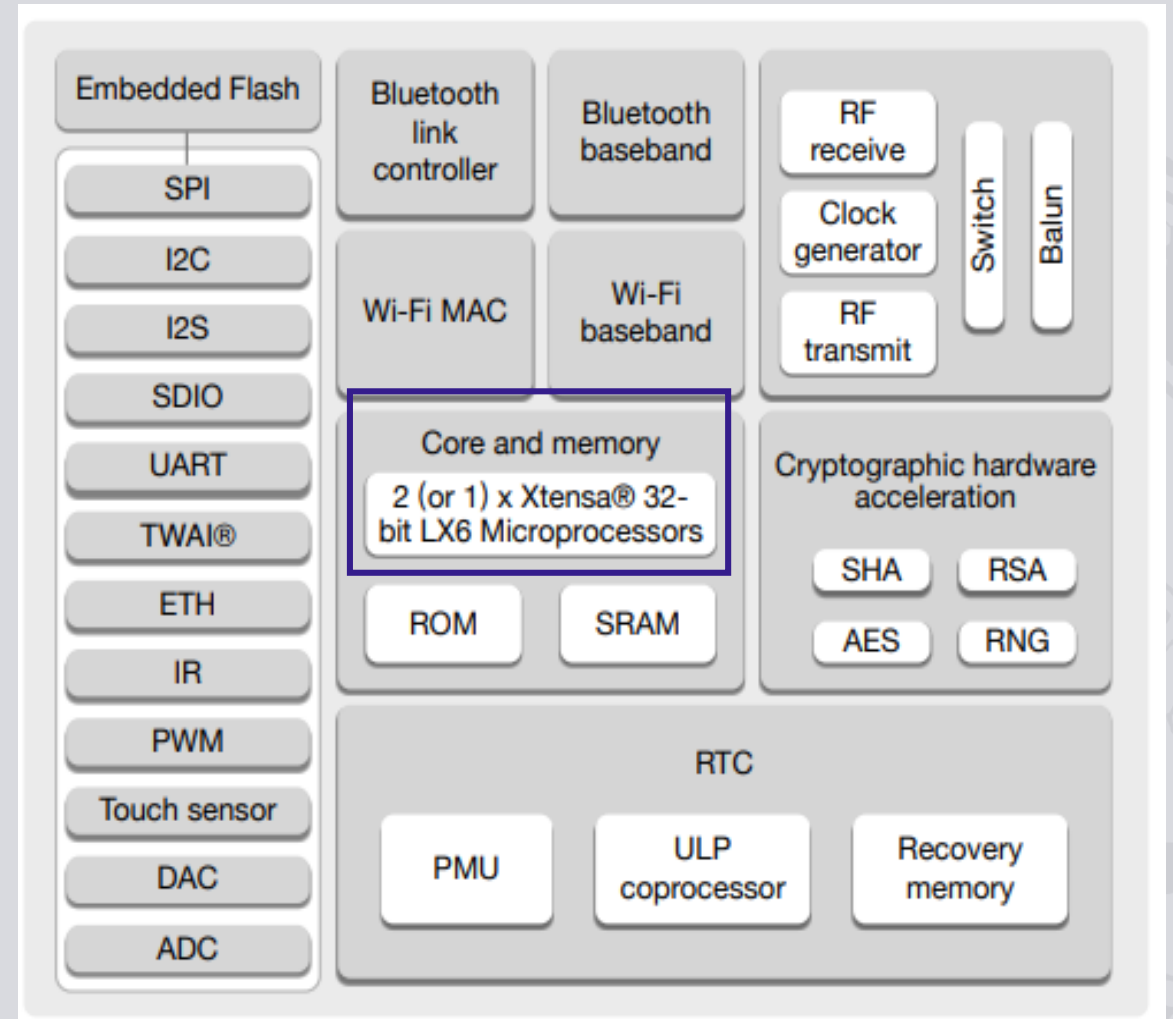 Embedded Flash
SPI
I2C
I2S
SDIO
UART
TWAI®
ETH
IR
PWM
Touch sensor
DAC
ADC
Bluetooth
link
controller
Bluetooth
baseband
Wi-Fi MAC
Wi-Fi
baseband
RF
receive
Clock
generator
RF
transmit
Switch
Balun
Core and memory
2 (or 1) x Xtensa® 32-
bit LX6 Microprocessors
ROM
SRAM
Cryptographic hardware
acceleration
SHA
RSA
AES
RNG
RTC
PMU
ULP
coprocessor
Recovery
memory